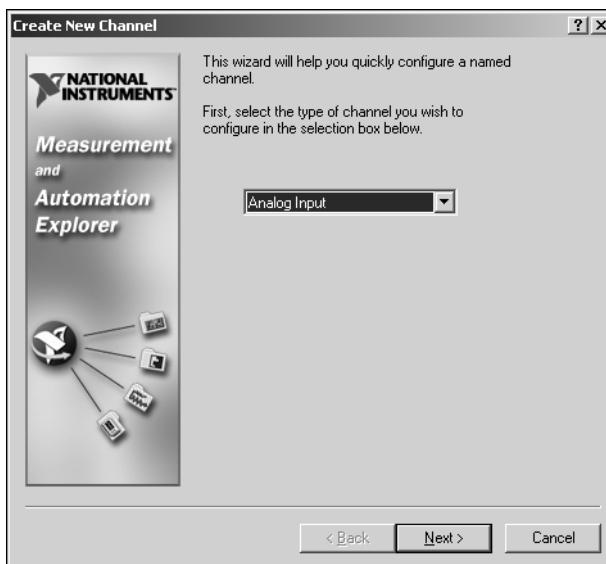 Create New Channel
NATIONAL
INSTRUMENTS
Measurement
and
Automation
Explorer
This wizard will help you quickly configure a named
channel.
First, select the type of channel you wish to
configure in the selection box below.
Analog Input
< Back
Next >
Cancel